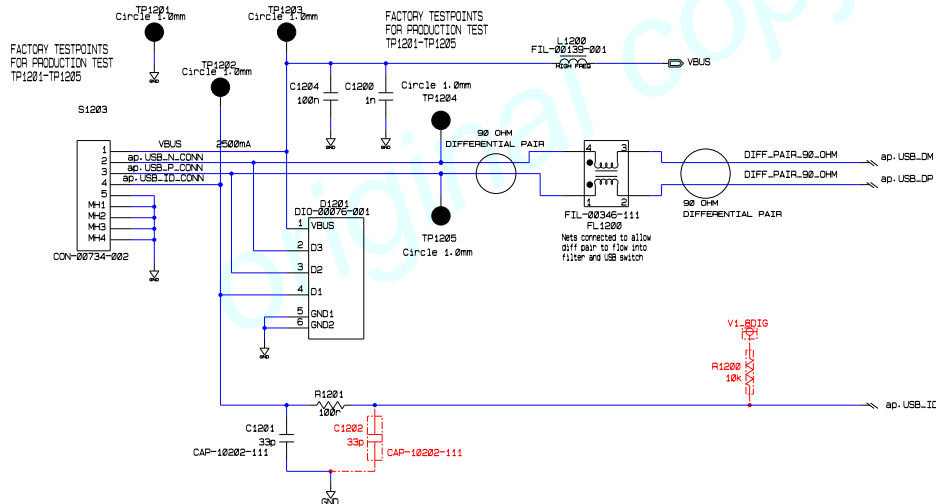 TP1201
Circle 1.0mm
TP1203
Circle 1.0mm
FACTORY TESTPOINTS
FOR PRODUCTION TEST
TP1201-TP1205
FACTORY TESTPOINTS
FOR PRODUCTION TEST
TP1201-TP1205
TP1202
Circle 1.0mm
L1200
FIL-00139-001
HIGH FREQ
VBUS
C1204
100n
C1200
1n
Circle 1.0mm
TP1204
S1203
90 OHM
DIFFERENTIAL PAIR
VBUS 2500mA
1
2
3
4
5
MH1
MH2
MH3
MH4
ap.USB_N_CONN
ap.USB_P_CONN
ap.USB_ID_CONN
CON-00734-002
4 3
1 2
FIL-00346-111
FL1200
Nets connected to allow
diff pair to flow into
filter and USB switch
DIFF_PAIR_90_OHM
DIFF_PAIR_90_OHM
ap.USB_DM
ap.USB_DP
90 OHM
DIFFERENTIAL PAIR
TP1205
Circle 1.0mm
D1201
DIO-00076-001
1 VBUS
2 D3
3 D2
4 D1
5 GND1
6 GND2
V1_8DIG
R1200
10k
R1201
100r
ap.USB_ID
C1201
33p
CAP-10202-111
C1202
33p
CAP-10202-111
GND
original copy